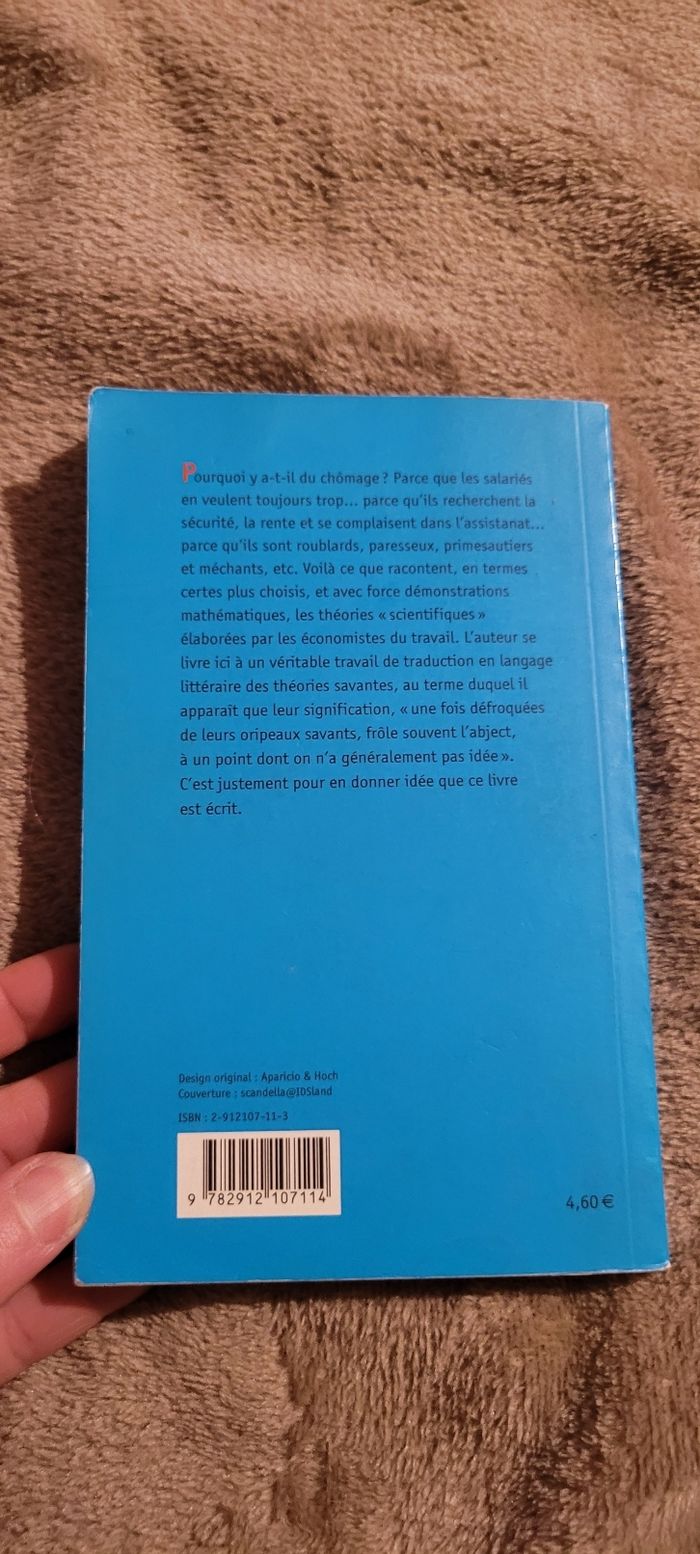 Pourquoi y a-t-il du chômage ? Parce que les salariés
en veulent toujours trop... parce qu'ils recherchent la
sécurité, la rente et se complaisent dans l'assistanat...
parce qu'ils sont roublards, paresseux, primesautiers
et méchants, etc. Voilà ce que racontent, en termes
certes plus choisis, et avec force démonstrations
mathématiques, les théories « scientifiques »
élaborées par les économistes du travail. L'auteur se
livre ici à un véritable travail de traduction en langage
littéraire des théories savantes, au terme duquel il
apparaît que leur signification, « une fois défroquées
de leurs oripeaux savants, frôle souvent l'abject,
à un point dont on n'a généralement pas idée ».
C'est justement pour en donner idée que ce livre
est écrit.
Design original : Aparicio & Hoch
Couverture : scandella@IDSland
ISBN : 2-912107-11-3
9 782912 107114
4,60 €